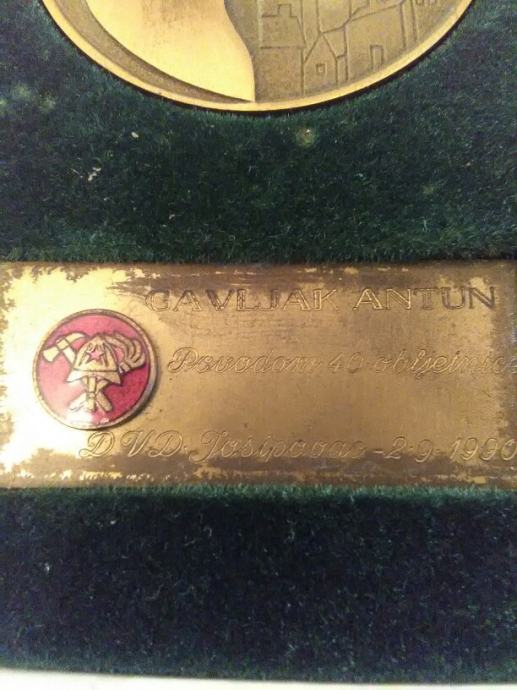 GAVLJAK ANTUN
Povodom 40-obljetnice
D.V.D. Josipovac - 2-9-1990